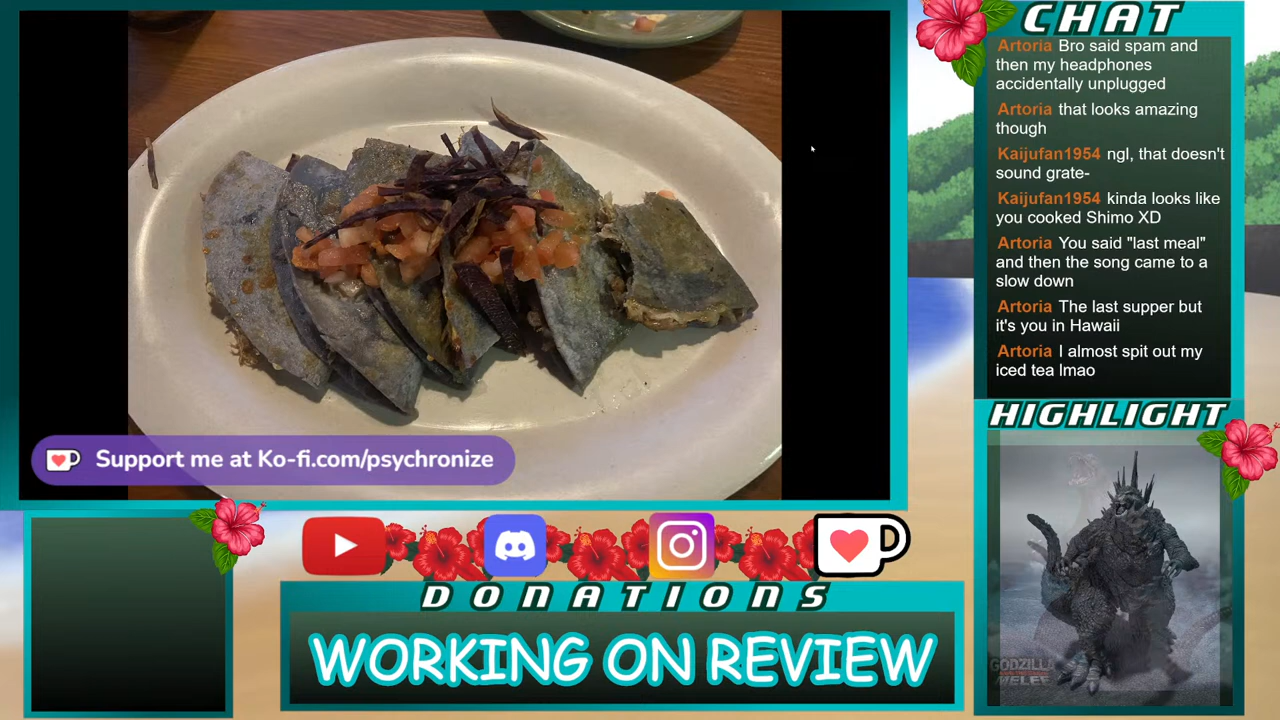 CHAT
Artoria Bro said spam and
then my headphones
accidentally unplugged
Artoria that looks amazing
though
Kaijufan1954 ngl, that doesn't
sound grate-
Kaijufan1954 kinda looks like
you cooked Shimo XD
Artoria You said "last meal"
and then the song came to a
slow down
Artoria The last supper but
it's you in Hawaii
Artoria I almost spit out my
iced tea lmao
Support me at Ko-fi.com/psychronize
HIGHLIGHT
GODZILLA
MELEE
DONATIONS
WORKING ON REVIEW